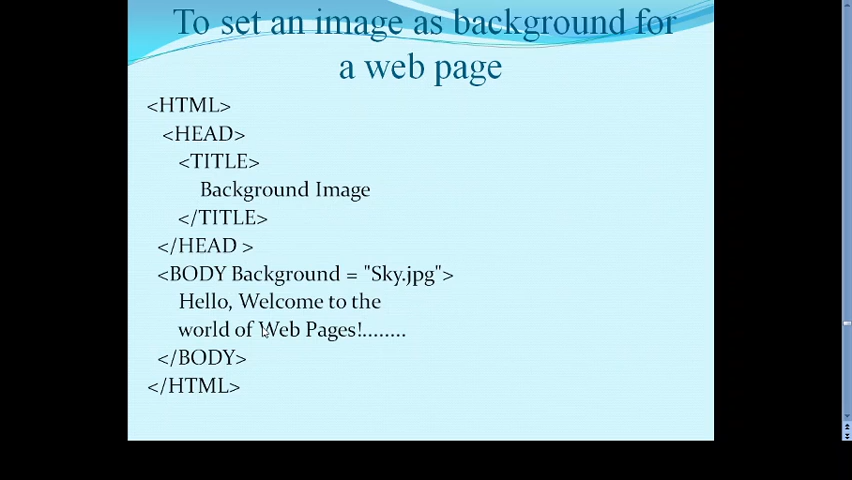 To set an image as background for
a web page
<HTML>
<HEAD>
<TITLE>
Background Image
</TITLE>
</HEAD >
<BODY Background = "Sky.jpg">
Hello, Welcome to the
world of Web Pages!........
</BODY>
</HTML>